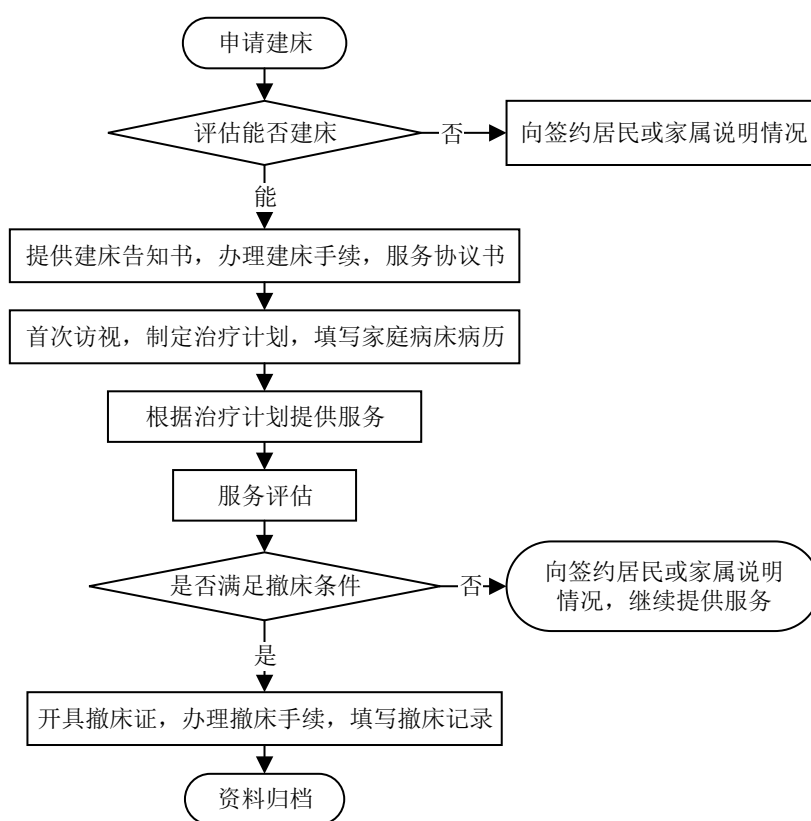 申请建床
评估能否建床
否
向签约居民或家属说明情况
能
提供建床告知书，办理建床手续，服务协议书
首次访视，制定治疗计划，填写家庭病床病历
根据治疗计划提供服务
服务评估
是否满足撤床条件
否
向签约居民或家属说明
情况，继续提供服务
是
开具撤床证，办理撤床手续，填写撤床记录
资料归档